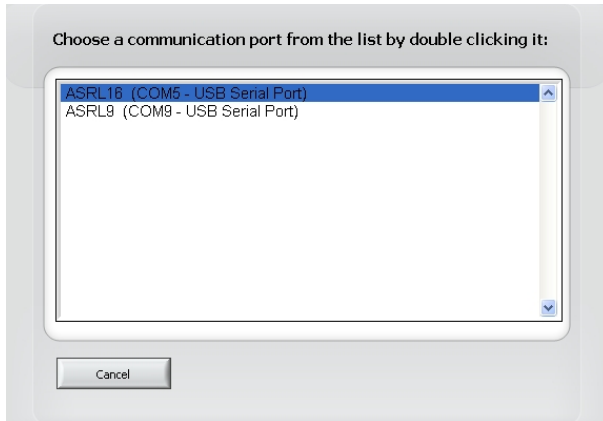 Choose a communication port from the list by double clicking it:
ASRL16  (COM5 - USB Serial Port)
ASRL9  (COM9 - USB Serial Port)
Cancel